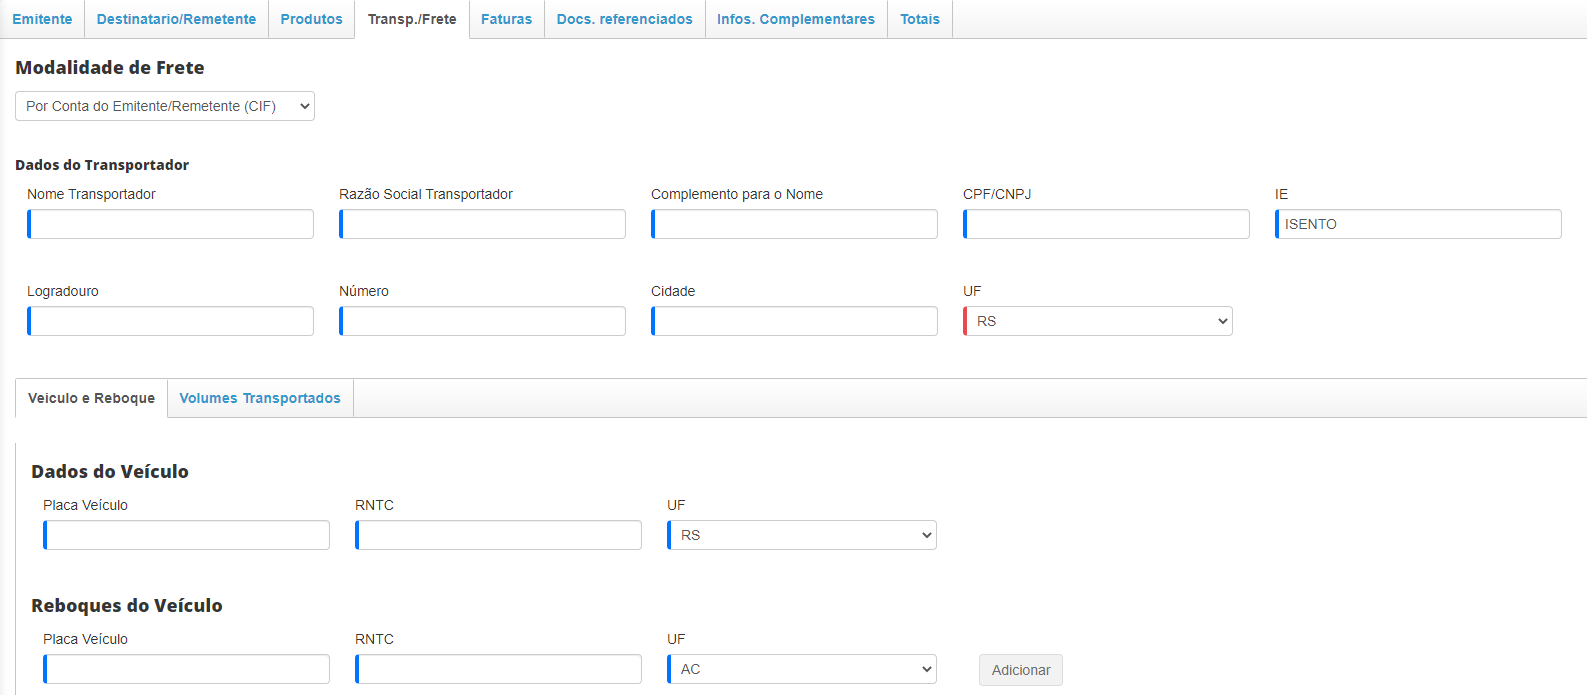 Emitente Destinatario/Remetente Produtos Transp./Frete Faturas Docs. referenciados Infos. Complementares Totais
Modalidade de Frete
Por Conta do Emitente/Remetente (CIF)
Dados do Transportador
Nome Transportador Razão Social Transportador Complemento para o Nome CPF/CNPJ IE
ISENTO
Logradouro Número Cidade UF
RS
Veiculo e Reboque Volumes Transportados
Dados do Veículo
Placa Veículo RNTC UF
RS
Reboques do Veículo
Placa Veículo RNTC UF
AC Adicionar